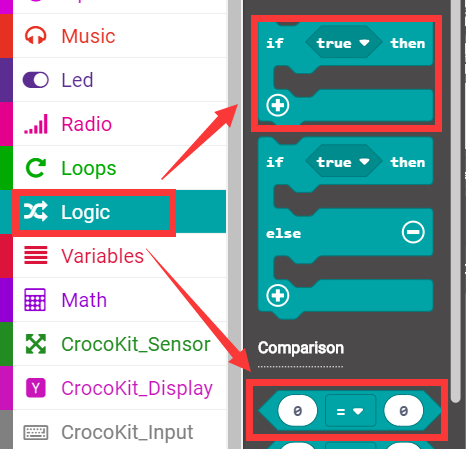 Music
Led
Radio
Loops
Logic
Variables
Math
CrocoKit_Sensor
Y CrocoKit_Display
CrocoKit_Input
if true then
if true then
else
Comparison
0 = 0